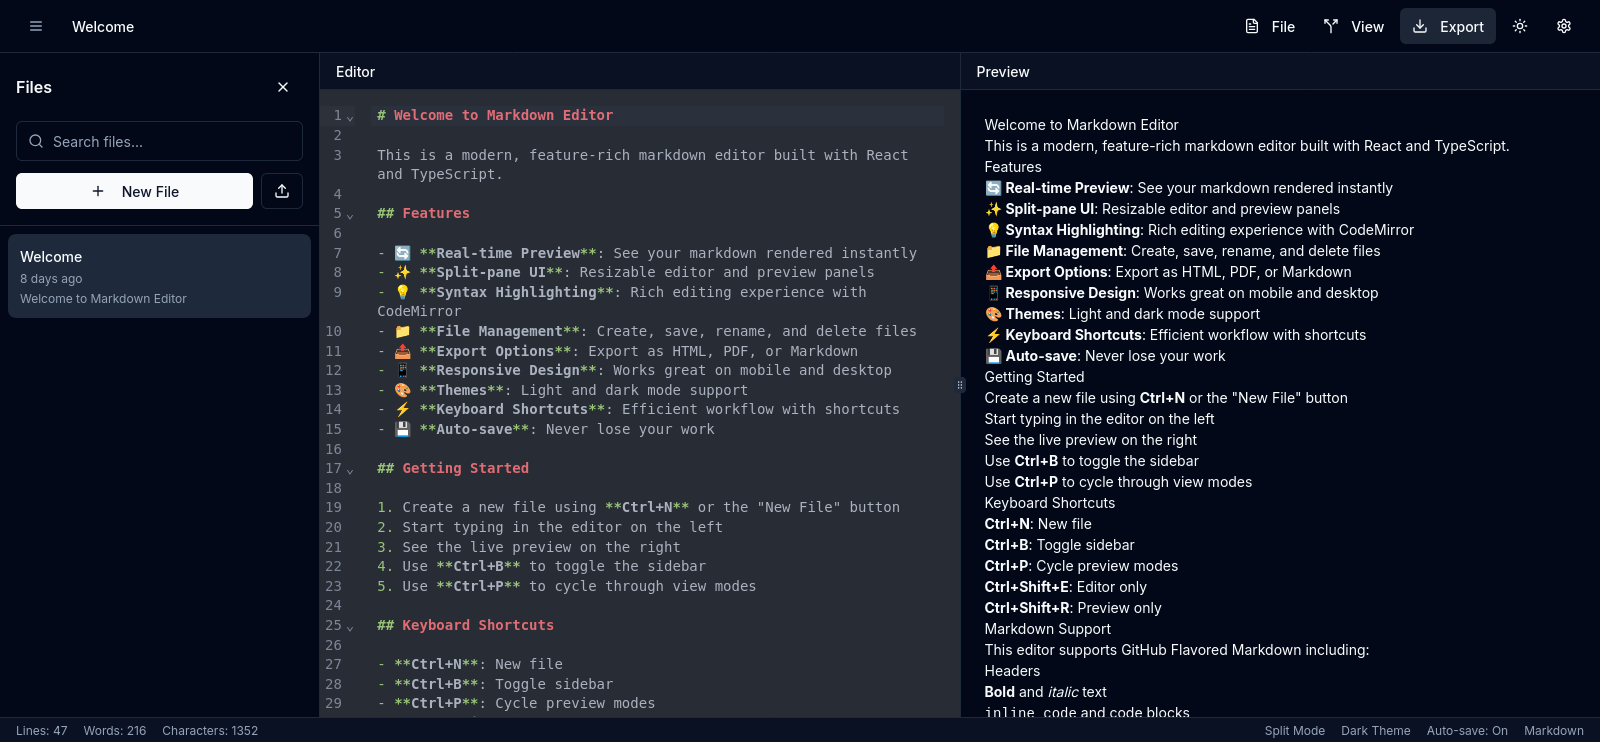 Welcome
File
View
Export
Files
Search files...
New File
Welcome
8 days ago
Welcome to Markdown Editor
Editor
1 # Welcome to Markdown Editor
2
3 This is a modern, feature-rich markdown editor built with React
and TypeScript.
4
5 ## Features
6
7 - 🔄 **Real-time Preview**: See your markdown rendered instantly
8 - ✨ **Split-pane UI**: Resizable editor and preview panels
9 - 💡 **Syntax Highlighting**: Rich editing experience with
CodeMirror
10 - 📁 **File Management**: Create, save, rename, and delete files
11 - 📤 **Export Options**: Export as HTML, PDF, or Markdown
12 - 📱 **Responsive Design**: Works great on mobile and desktop
13 - 🎨 **Themes**: Light and dark mode support
14 - ⚡ **Keyboard Shortcuts**: Efficient workflow with shortcuts
15 - 💾 **Auto-save**: Never lose your work
16
17 ## Getting Started
18
19 1. Create a new file using **Ctrl+N** or the "New File" button
20 2. Start typing in the editor on the left
21 3. See the live preview on the right
22 4. Use **Ctrl+B** to toggle the sidebar
23 5. Use **Ctrl+P** to cycle through view modes
24
25 ## Keyboard Shortcuts
26
27 - **Ctrl+N**: New file
28 - **Ctrl+B**: Toggle sidebar
29 - **Ctrl+P**: Cycle preview modes
Preview
Welcome to Markdown Editor
This is a modern, feature-rich markdown editor built with React and TypeScript.
Features
🔄 Real-time Preview: See your markdown rendered instantly
✨ Split-pane UI: Resizable editor and preview panels
💡 Syntax Highlighting: Rich editing experience with CodeMirror
📁 File Management: Create, save, rename, and delete files
📤 Export Options: Export as HTML, PDF, or Markdown
📱 Responsive Design: Works great on mobile and desktop
🎨 Themes: Light and dark mode support
⚡ Keyboard Shortcuts: Efficient workflow with shortcuts
💾 Auto-save: Never lose your work
Getting Started
Create a new file using Ctrl+N or the "New File" button
Start typing in the editor on the left
See the live preview on the right
Use Ctrl+B to toggle the sidebar
Use Ctrl+P to cycle through view modes
Keyboard Shortcuts
Ctrl+N: New file
Ctrl+B: Toggle sidebar
Ctrl+P: Cycle preview modes
Ctrl+Shift+E: Editor only
Ctrl+Shift+R: Preview only
Markdown Support
This editor supports GitHub Flavored Markdown including:
Headers
Bold and italic text
inline code and code blocks
Lines: 47
Words: 216
Characters: 1352
Split Mode
Dark Theme
Auto-save: On
Markdown